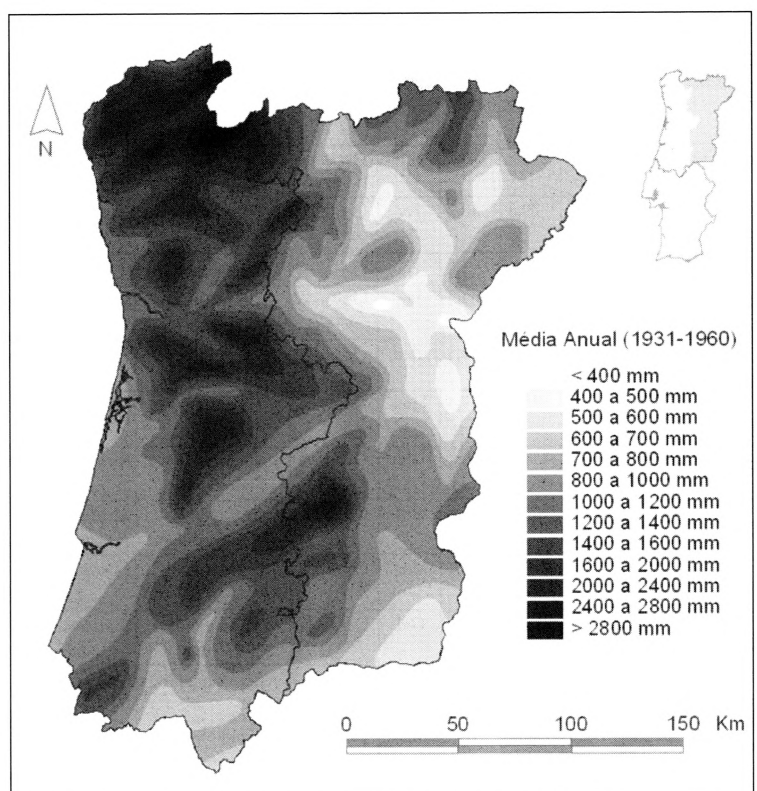 N
Média Anual (1931-1960)
< 400 mm
400 a 500 mm
500 a 600 mm
600 a 700 mm
700 a 800 mm
800 a 1000 mm
1000 a 1200 mm
1200 a 1400 mm
1400 a 1600 mm
1600 a 2000 mm
2000 a 2400 mm
2400 a 2800 mm
> 2800 mm
0 50 100 150 Km